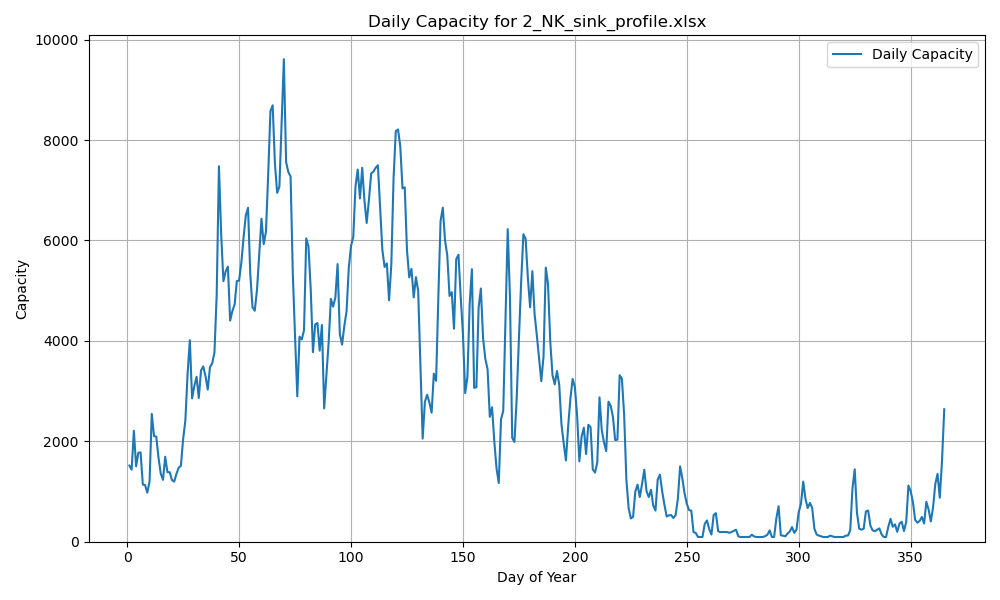 Daily Capacity for 2_NK_sink_profile.xlsx
Daily Capacity
Capacity
10000
8000
6000
4000
2000
0
0 50 100 150 200 250 300 350
Day of Year